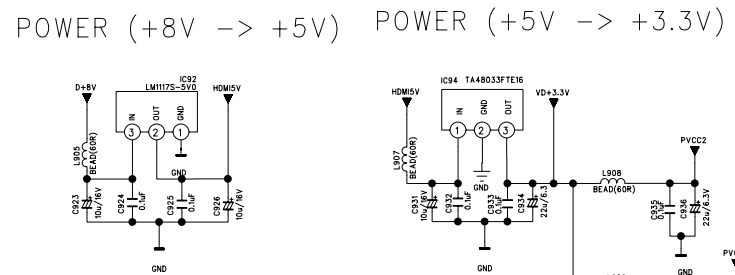 POWER (+8V -> +5V)
POWER (+5V -> +3.3V)
D+8V
IC92
LM1117S-5V0
HDMI5V
IN
OUT
GND
3
2
1
L905
BEAD(60R)
GND
C923
10u/16V
C924
0.1uF
C925
0.1uF
C926
10u/16V
GND
HDMI5V
IC94 TA48033FTE16
VD+3.3V
IN
GND
OUT
1
2
3
L907
BEAD(60R)
GND
C931
10u/16V
C932
0.1uF
C933
0.1uF
C934
22u/6.3
GND
L908
BEAD(60R)
PVCC2
C935
0.1uF
C936
22u/6.3V
GND